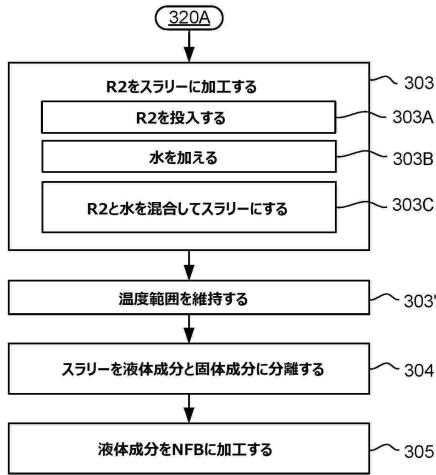 320A
R2をスラリーに加工する
303
R2を投入する
303A
水を加える
303B
R2と水を混合してスラリーにする
303C
温度範囲を維持する
303'
スラリーを液体成分と固体成分に分離する
304
液体成分をNFBに加工する
305